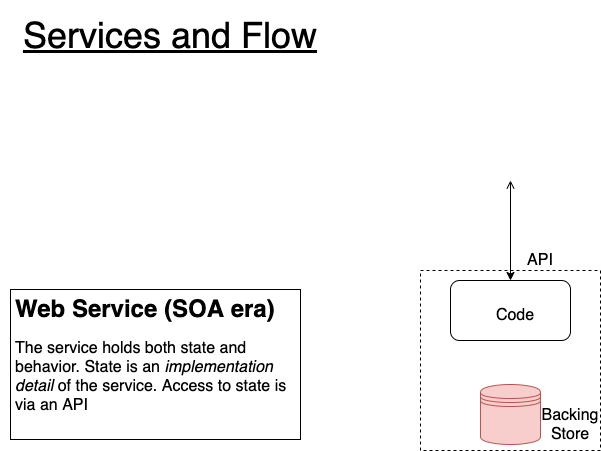 Services and Flow
API
Web Service (SOA era)
The service holds both state and
behavior. State is an implementation
detail of the service. Access to state is
via an API
Code
Backing
Store